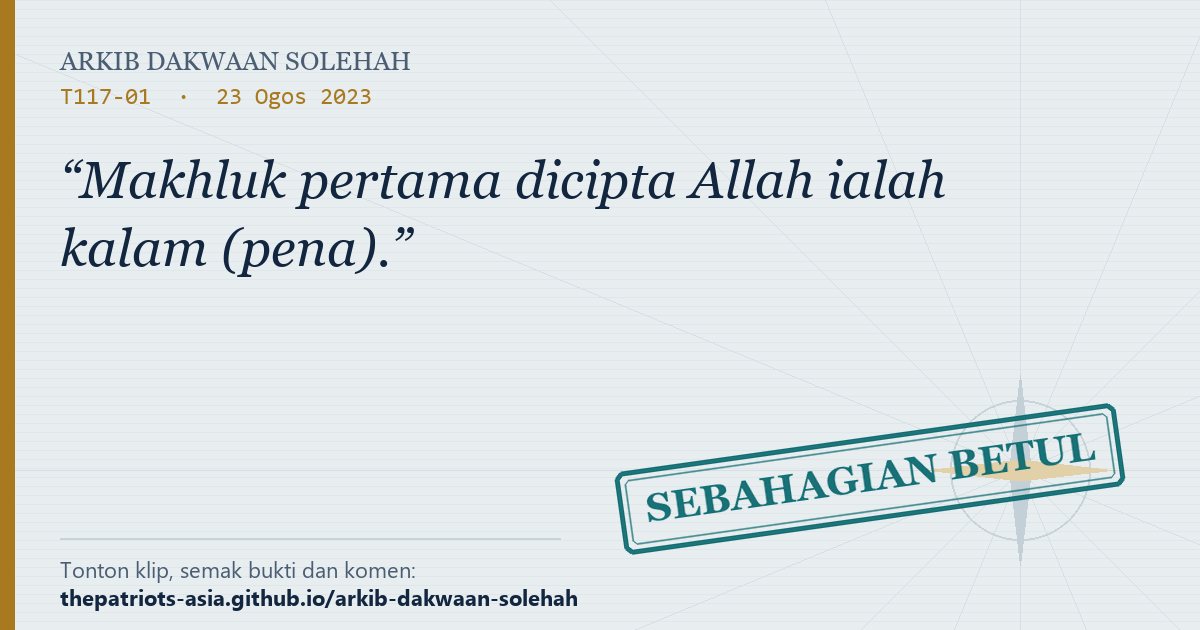 ARKIB DAKWAAN SOLEHAH
T117-01 · 23 Ogos 2023
“Makhluk pertama dicipta Allah ialah
kalam (pena).”
SEBAHAGIAN BETUL
Tonton klip, semak bukti dan komen:
thepatriots-asia.github.io/arkib-dakwaan-solehah